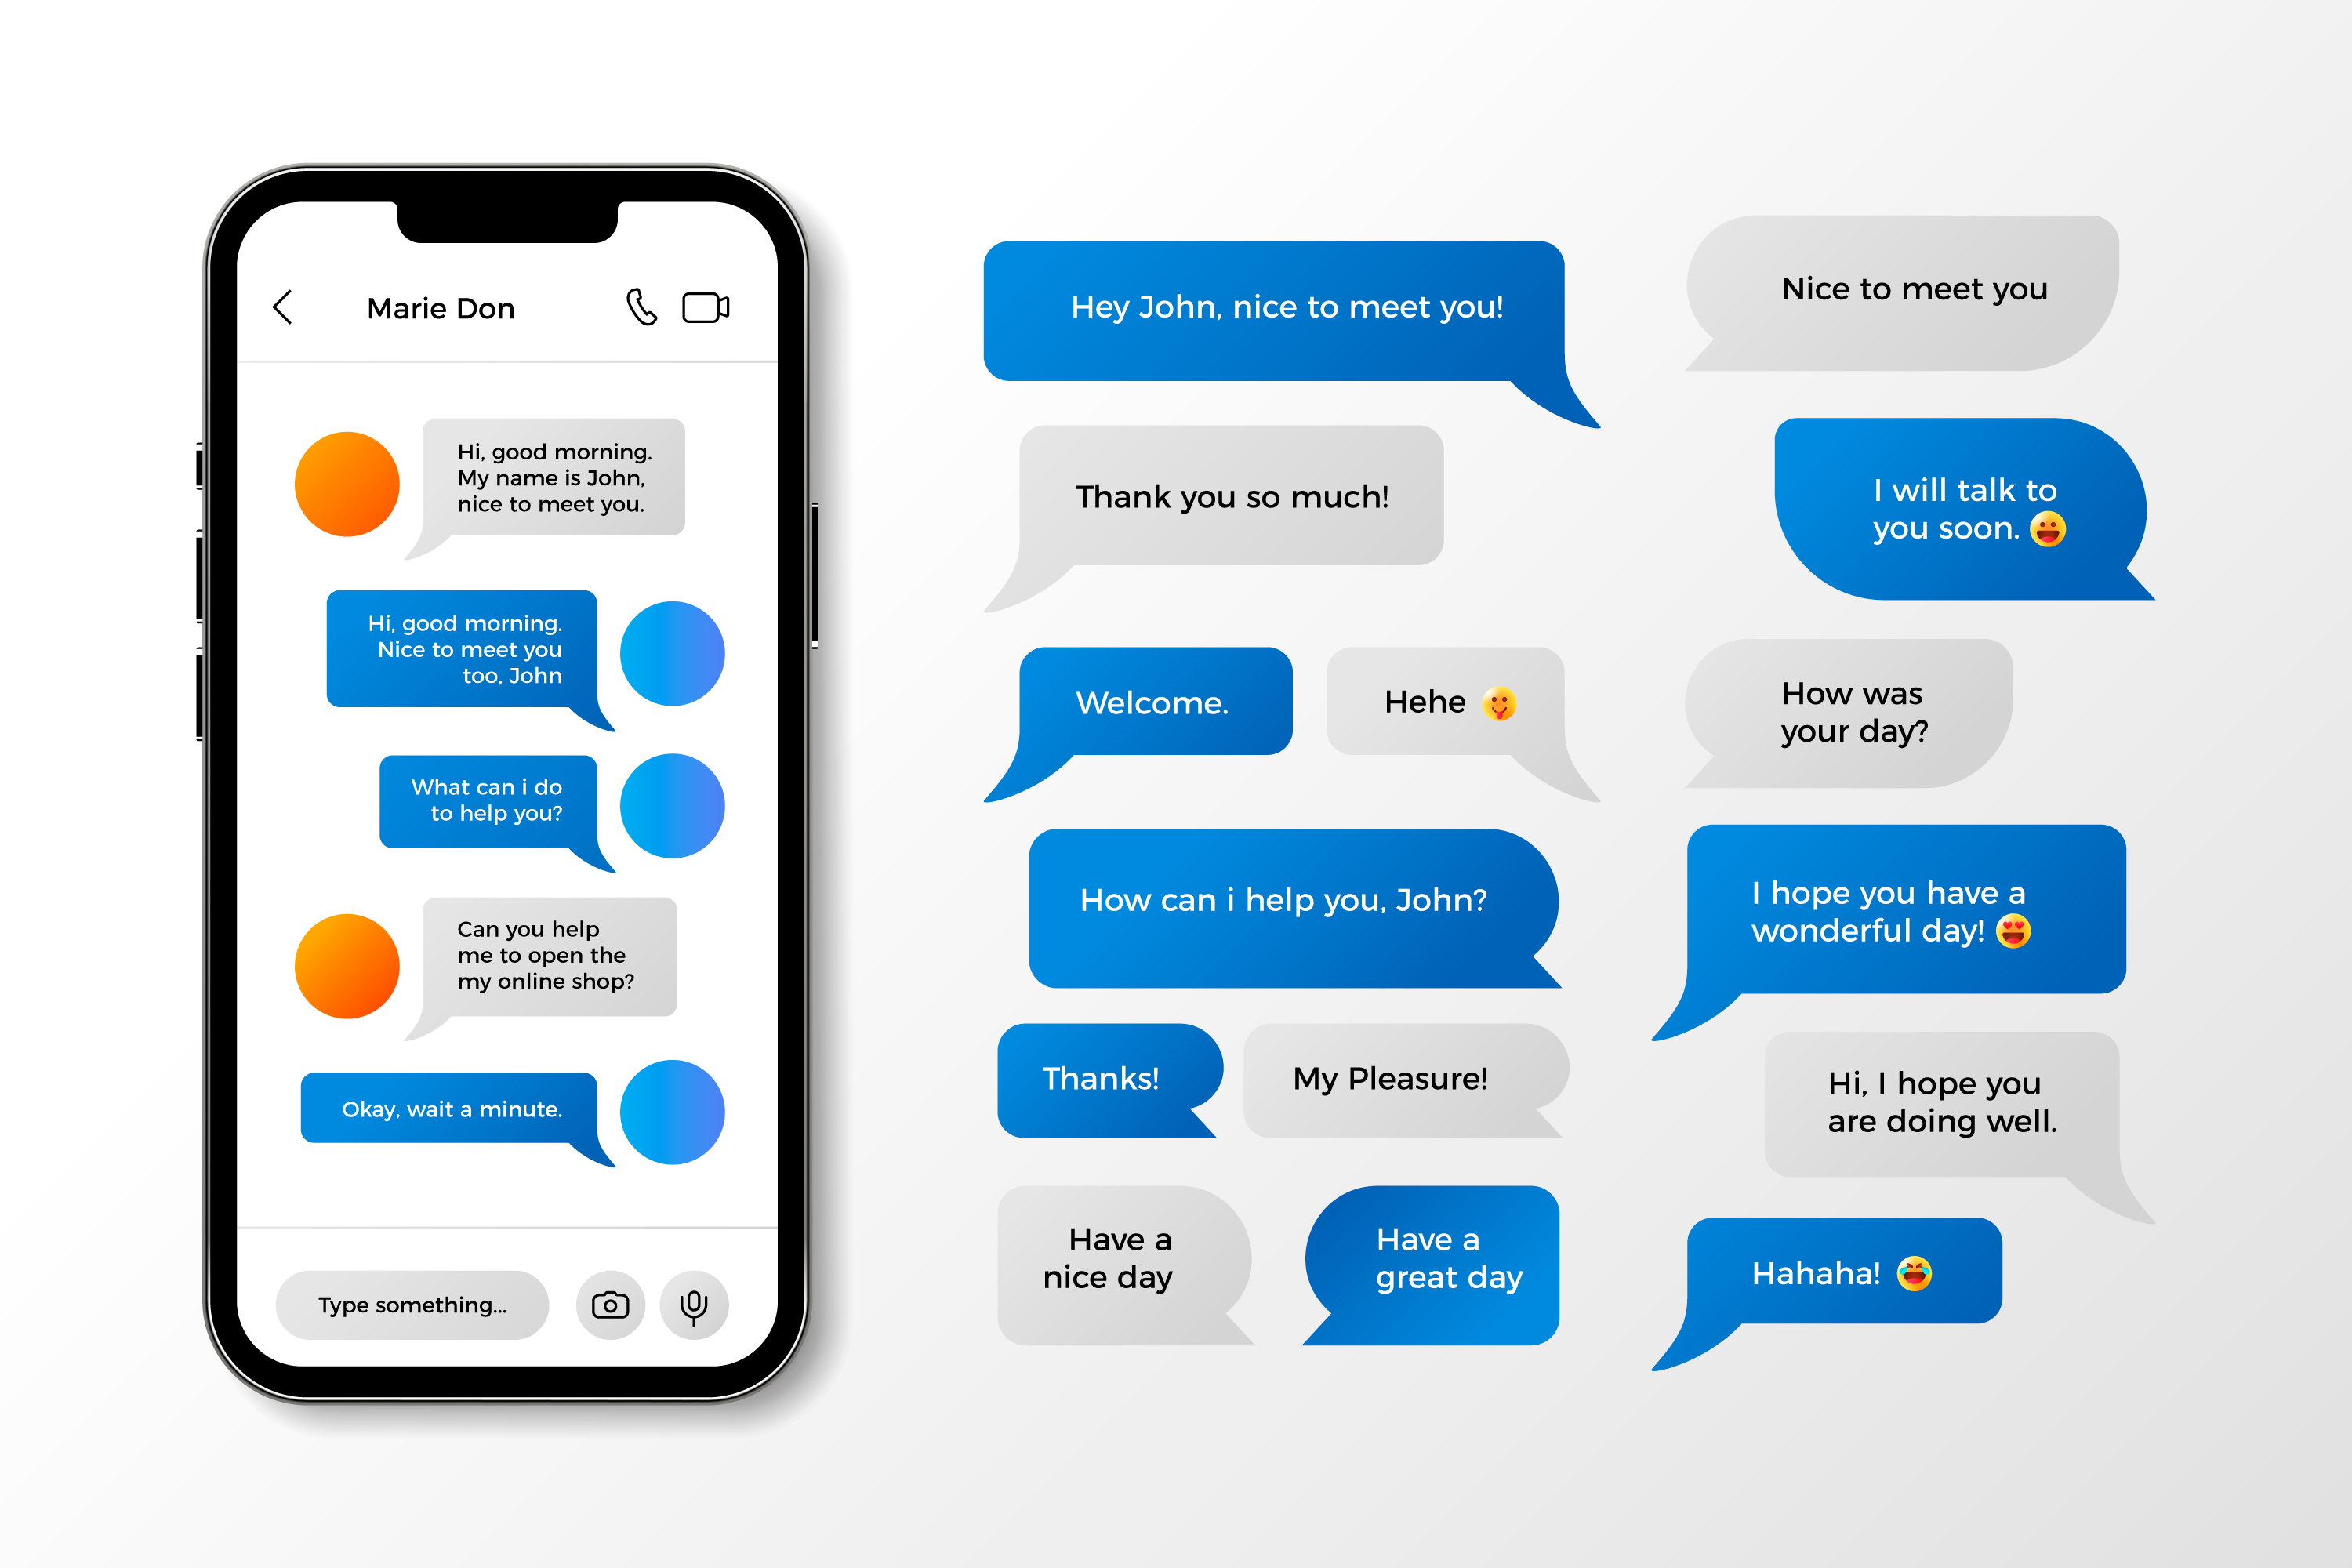 Marie Don
Hi, good morning.
My name is John,
nice to meet you.
Hi, good morning.
Nice to meet you
too, John
What can i do
to help you?
Can you help
me to open the
my online shop?
Okay, wait a minute.
Type something...
Hey John, nice to meet you!
Thank you so much!
Welcome.
Hehe 😛
How can i help you, John?
Thanks!
My Pleasure!
Have a
nice day
Have a
great day
Nice to meet you
I will talk to
you soon. 😃
How was
your day?
I hope you have a
wonderful day! 😍
Hi, I hope you
are doing well.
Hahaha! 😂